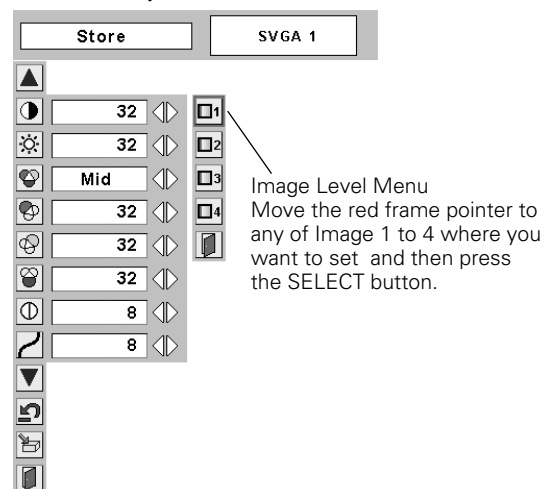 Store
SVGA 1
32
1
32
2
Mid
3
32
4
32
32
8
8
Image Level Menu
Move the red frame pointer to
any of Image 1 to 4 where you
want to set and then press
the SELECT button.